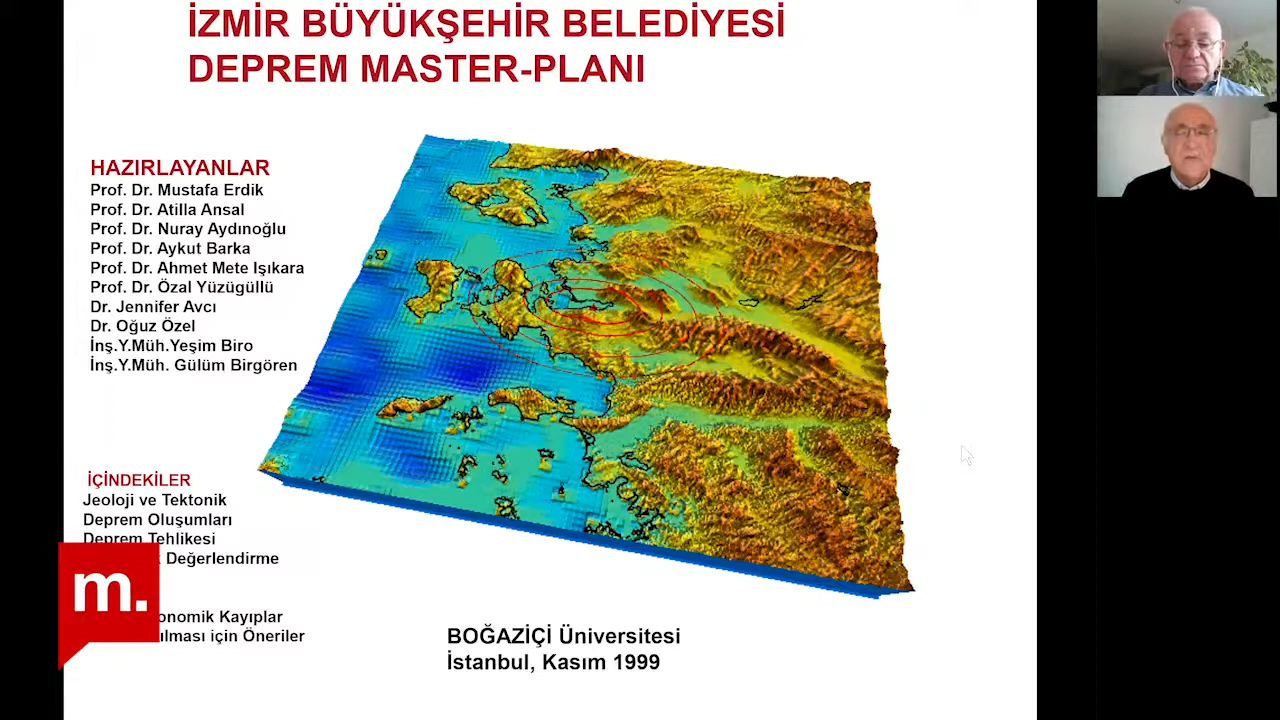 İZMİR BÜYÜKŞEHİR BELEDİYESİ
DEPREM MASTER-PLANI
HAZIRLAYANLAR
Prof. Dr. Mustafa Erdik
Prof. Dr. Atilla Ansal
Prof. Dr. Nuray Aydınoğlu
Prof. Dr. Aykut Barka
Prof. Dr. Ahmet Mete Işıkara
Prof. Dr. Özal Yüzügüllü
Dr. Jennifer Avcı
Dr. Oğuz Özel
İnş.Y.Müh.Yeşim Biro
İnş.Y.Müh. Gülüm Birgören
İÇİNDEKİLER
Jeoloji ve Tektonik
Deprem Oluşumları
Deprem Tehlikesi
Değerlendirme
m.
Kayıplar
için Öneriler
BOĞAZİÇİ Üniversitesi
İstanbul, Kasım 1999